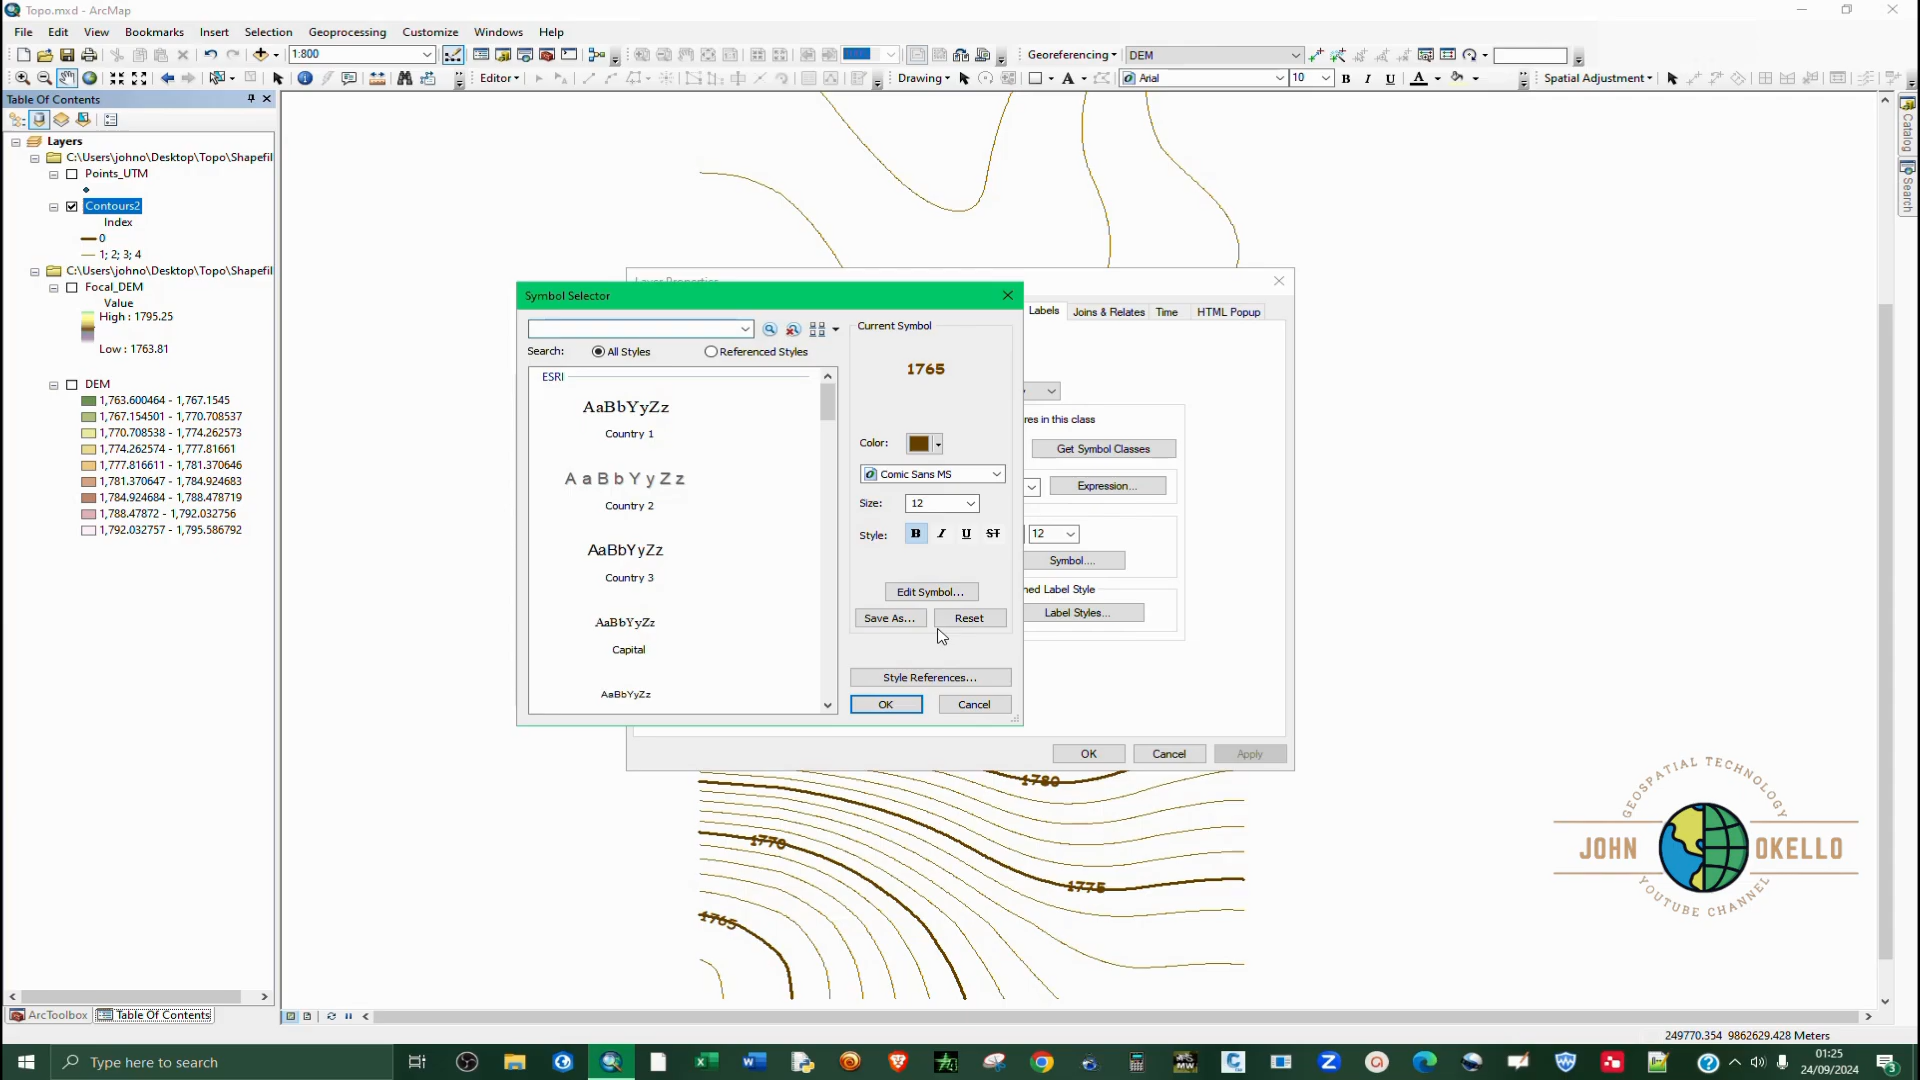 Topo.mxd - ArcMap
File Edit View Bookmarks Insert Selection Geoprocessing Customize Windows Help
1:800 Georeferencing DEM
Editor Drawing A Arial 10 B I U A Spatial Adjustment
Table Of Contents
Layers
C:\Users\johno\Desktop\Topo\Shapefil
Points_UTM
Contours2
Index
0
1; 2; 3; 4
C:\Users\johno\Desktop\Topo\Shapefil
Focal_DEM
Value
High : 1795.25
Low : 1763.81
DEM
1,763.600464 - 1,767.1545
1,767.154501 - 1,770.708537
1,770.708538 - 1,774.262573
1,774.262574 - 1,777.81661
1,777.816611 - 1,781.370646
1,781.370647 - 1,784.924683
1,784.924684 - 1,788.478719
1,788.47872 - 1,792.032756
1,792.032757 - 1,795.586792
ArcToolbox Table Of Contents
Catalog
Search
Layer Properties
Labels Joins & Relates Time HTML Popup
res in this class
Get Symbol Classes
Expression...
12
Symbol....
ned Label Style
Label Styles...
OK Cancel Apply
Symbol Selector
Search: All Styles Referenced Styles
ESRI
AaBbYyZz
Country 1
AaBbYyZz
Country 2
AaBbYyZz
Country 3
AaBbYyZz
Capital
AaBbYyZz
Current Symbol
1765
Color:
Comic Sans MS
Size: 12
Style: B I U ST
Edit Symbol...
Save As... Reset
Style References...
OK Cancel
1780
1770
1775
1765
GEOSPATIAL TECHNOLOGY
JOHN OKELLO
YOUTUBE CHANNEL
249770.354 9862629.428 Meters
Type here to search
01:25
24/09/2024
3